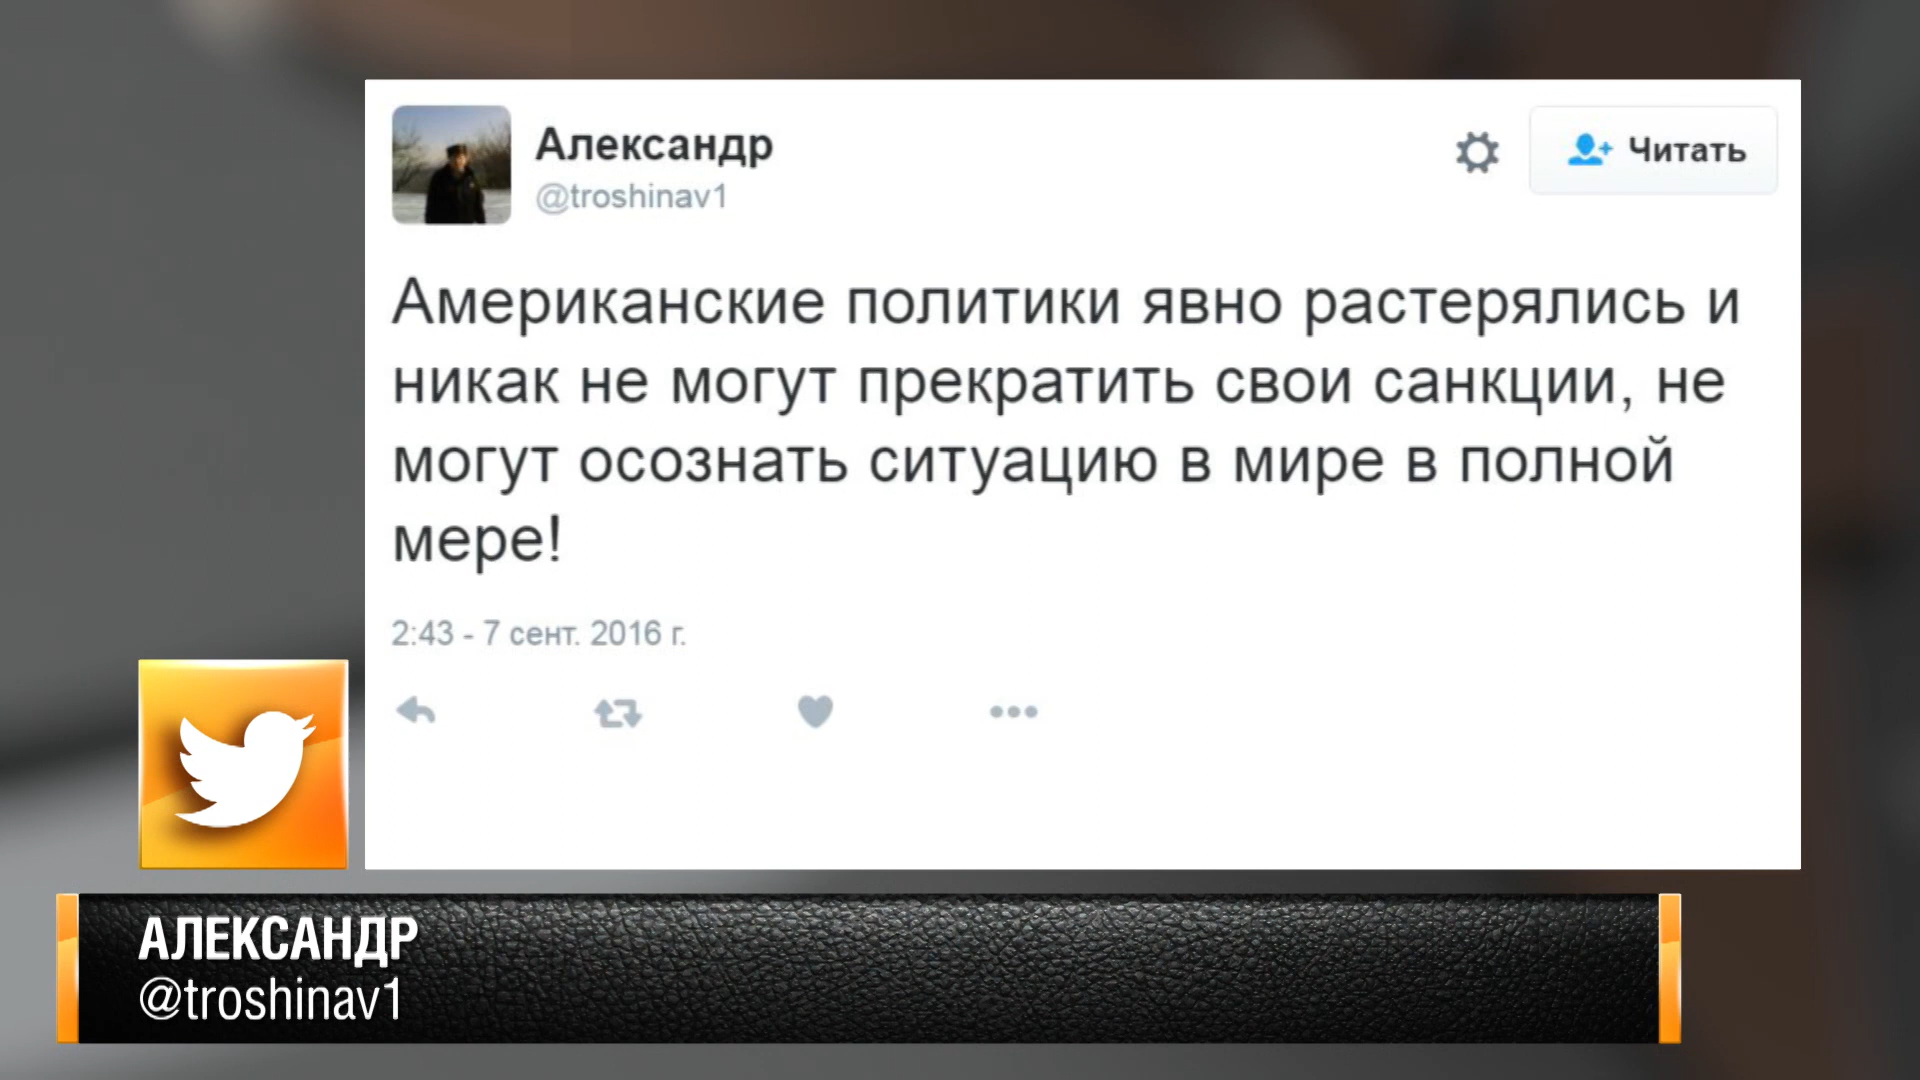 Александр
@troshinav1
Читать
Американские политики явно растерялись и
никак не могут прекратить свои санкции, не
могут осознать ситуацию в мире в полной
мере!
2:43 - 7 сент. 2016 г.
АЛЕКСАНДР
@troshinav1